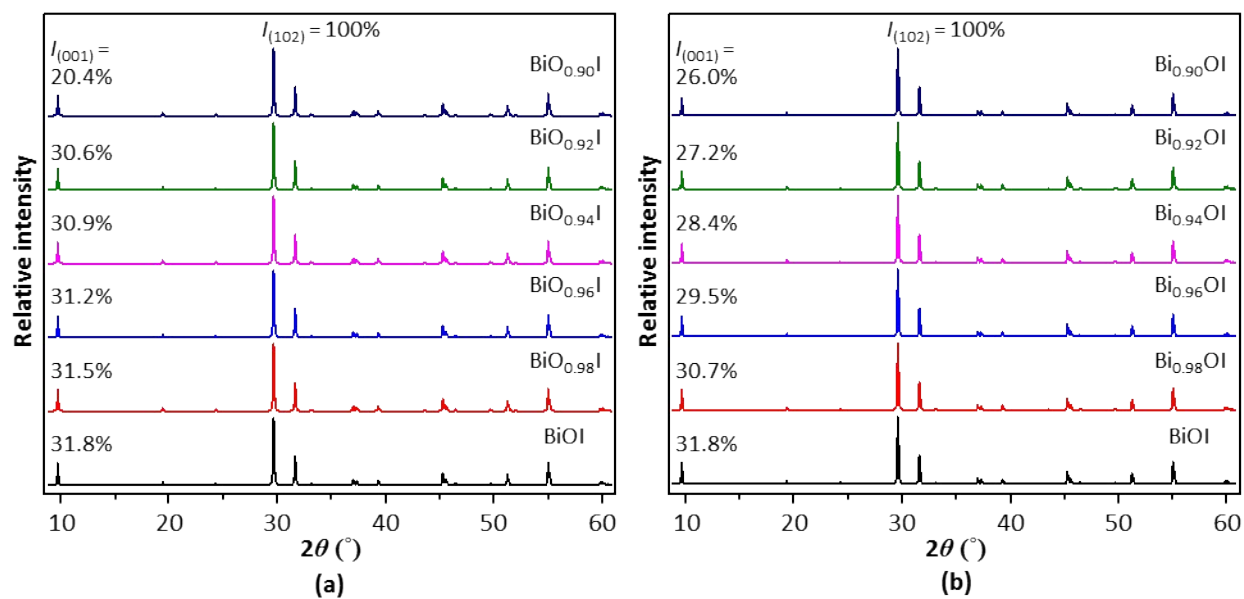 I(102) = 100%
I(001) =
20.4%
BiO0.90I
30.6%
BiO0.92I
30.9%
BiO0.94I
31.2%
BiO0.96I
31.5%
BiO0.98I
31.8%
BiOI
Relative intensity
10 20 30 40 50 60
2θ (°)
(a)
I(102) = 100%
I(001) =
26.0%
Bi0.90OI
27.2%
Bi0.92OI
28.4%
Bi0.94OI
29.5%
Bi0.96OI
30.7%
Bi0.98OI
31.8%
BiOI
Relative intensity
10 20 30 40 50 60
2θ (°)
(b)